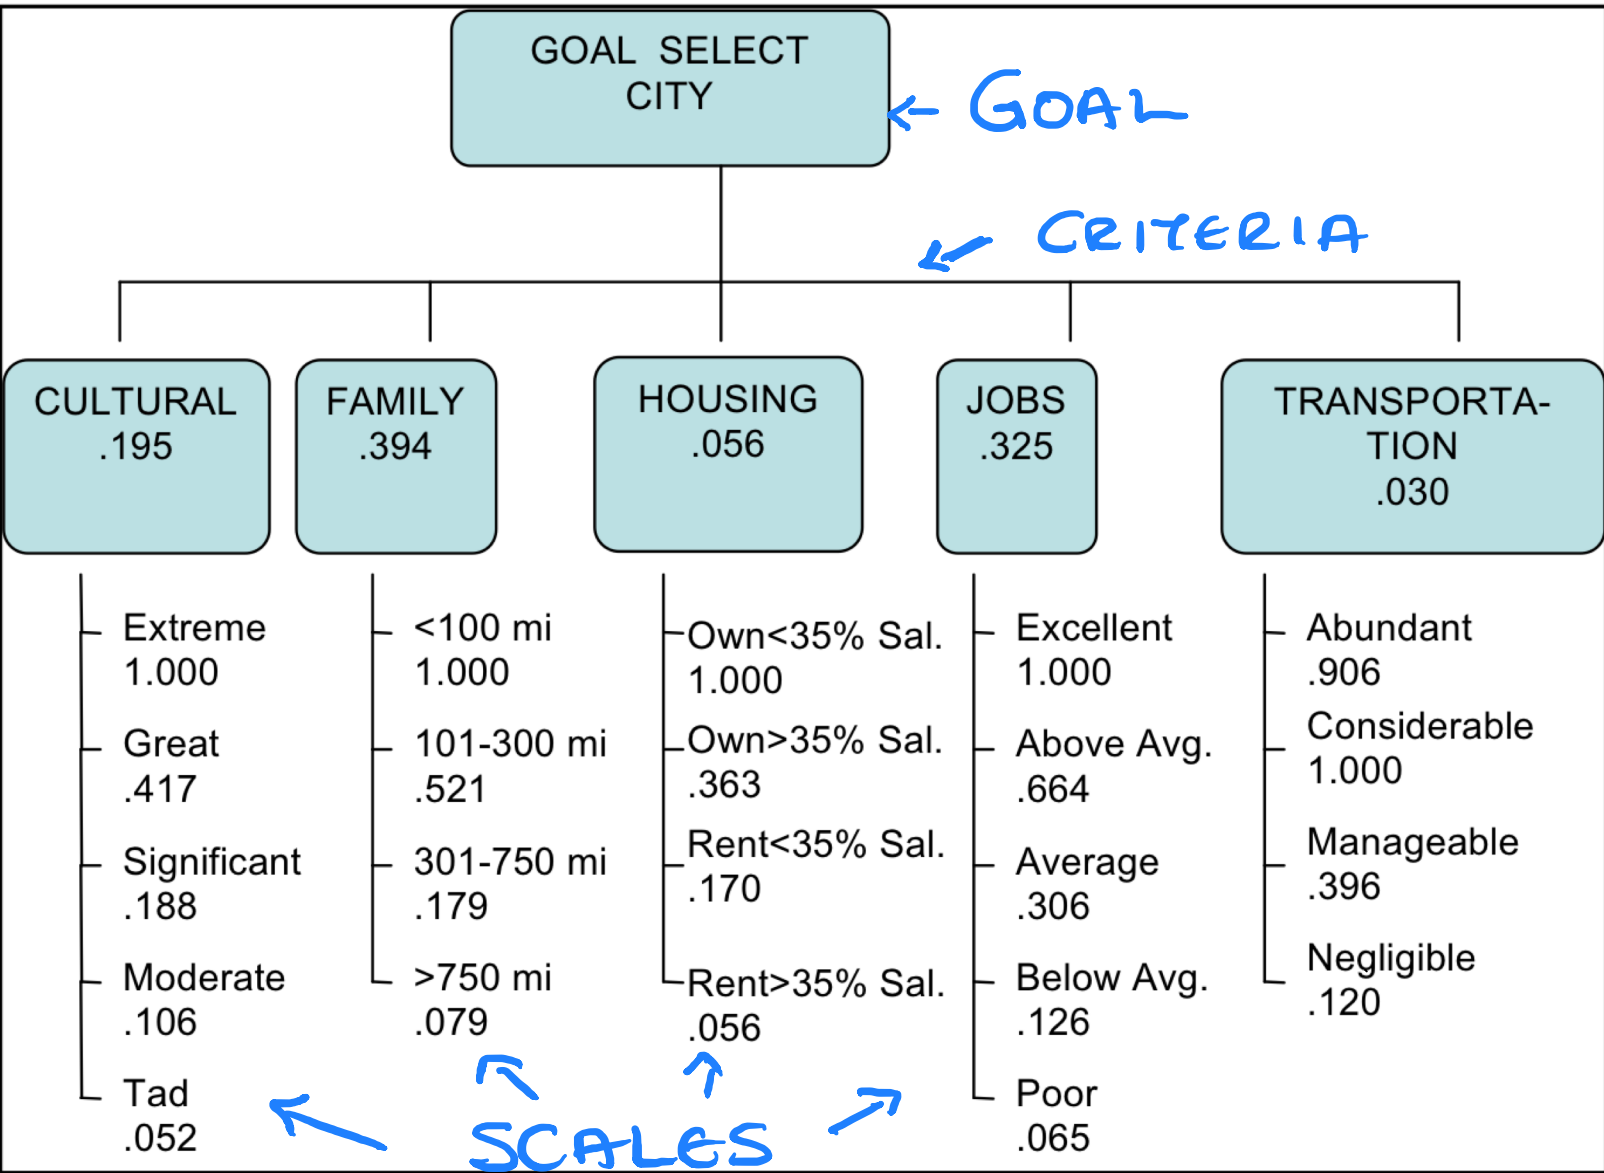 GOAL SELECT
CITY
← GOAL
CRITERIA
CULTURAL
.195
FAMILY
.394
HOUSING
.056
JOBS
.325
TRANSPORTA-
TION
.030
Extreme
1.000
Great
.417
Significant
.188
Moderate
.106
Tad
.052
<100 mi
1.000
101-300 mi
.521
301-750 mi
.179
>750 mi
.079
Own<35% Sal.
1.000
Own>35% Sal.
.363
Rent<35% Sal.
.170
Rent>35% Sal.
.056
Excellent
1.000
Above Avg.
.664
Average
.306
Below Avg.
.126
Poor
.065
Abundant
.906
Considerable
1.000
Manageable
.396
Negligible
.120
SCALES